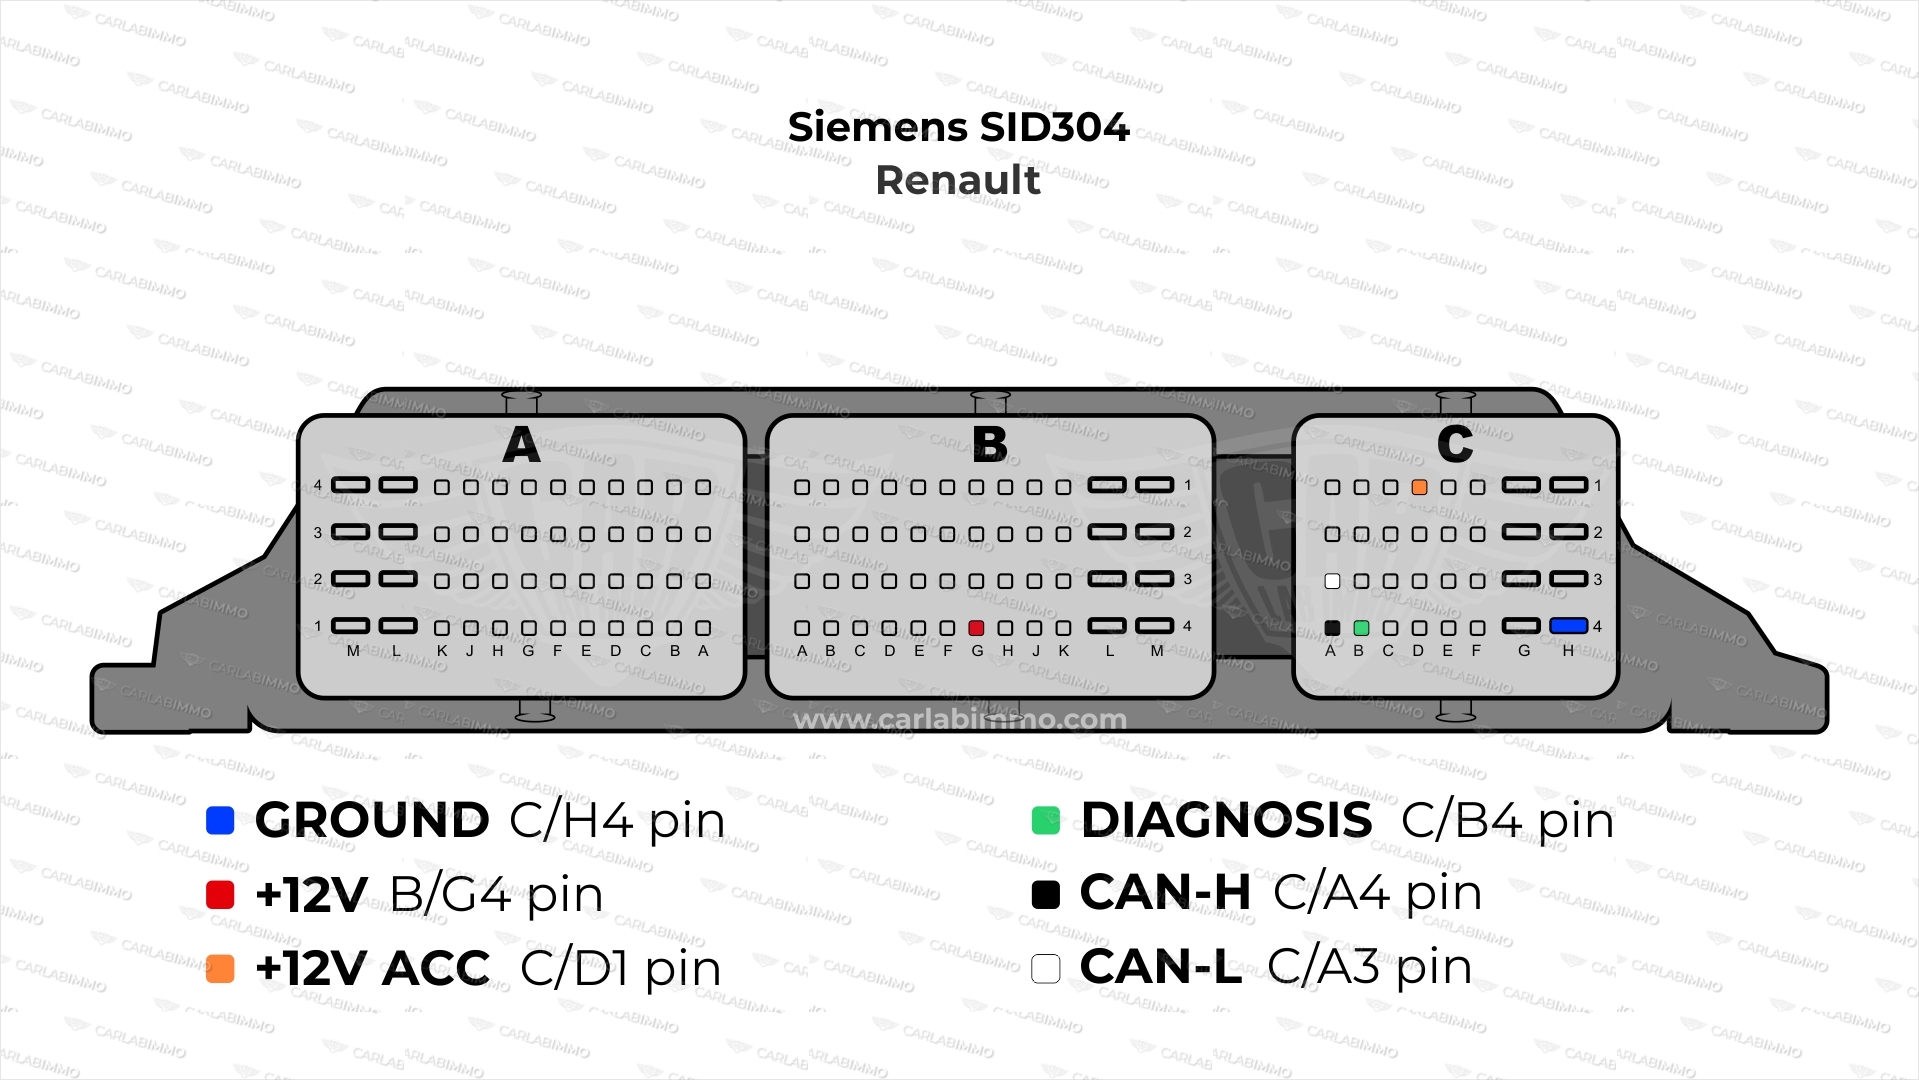 Siemens SID304
Renault
A B C
4 1 1
3 2 2
2 3 3
1 4 4
M L K J H G F E D C B A A B C D E F G H J K L M A B C D E F G H
www.carlabimmo.com
GROUND C/H4 pin
DIAGNOSIS C/B4 pin
+12V B/G4 pin
CAN-H C/A4 pin
+12V ACC C/D1 pin
CAN-L C/A3 pin
CARLABIMMO